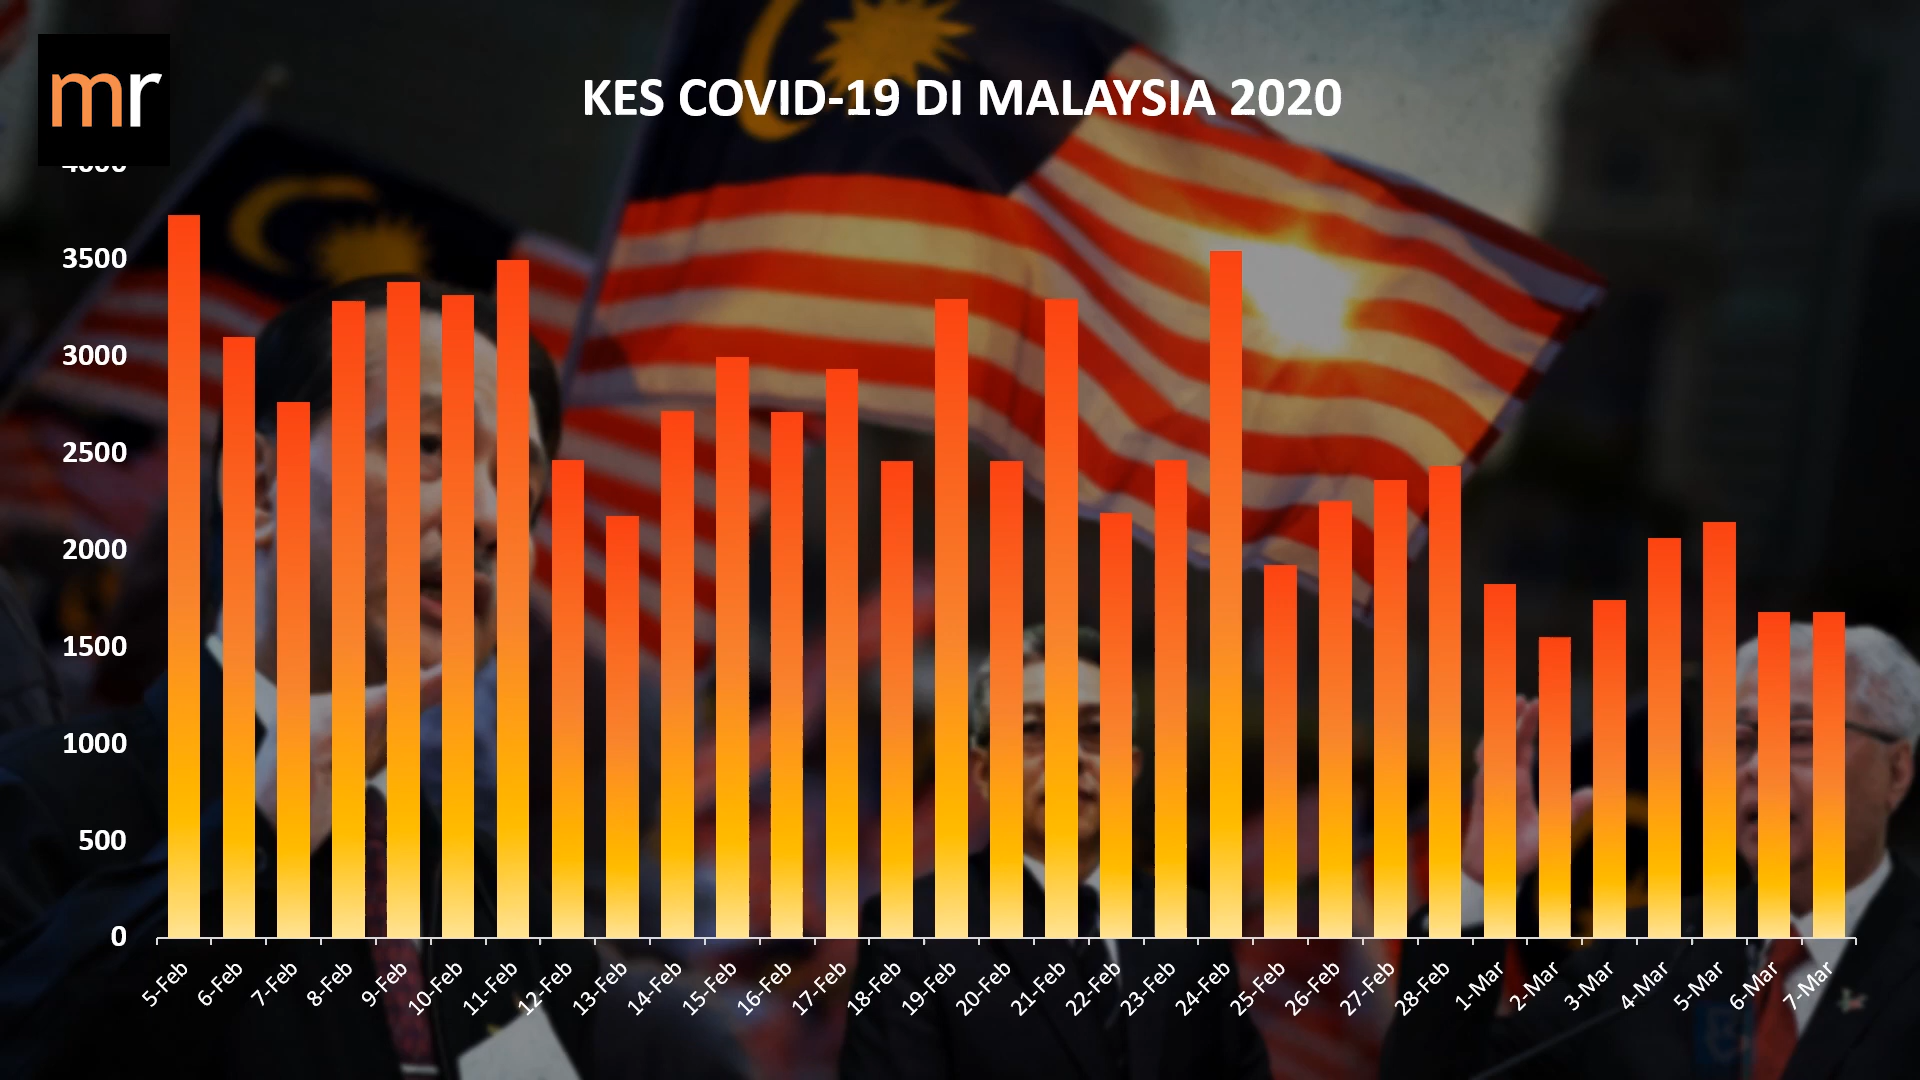 mr
KES COVID-19 DI MALAYSIA 2020
4000
3500
3000
2500
2000
1500
1000
500
0
5-Feb
6-Feb
7-Feb
8-Feb
9-Feb
10-Feb
11-Feb
12-Feb
13-Feb
14-Feb
15-Feb
16-Feb
17-Feb
18-Feb
19-Feb
20-Feb
21-Feb
22-Feb
23-Feb
24-Feb
25-Feb
26-Feb
27-Feb
28-Feb
1-Mar
2-Mar
3-Mar
4-Mar
5-Mar
6-Mar
7-Mar